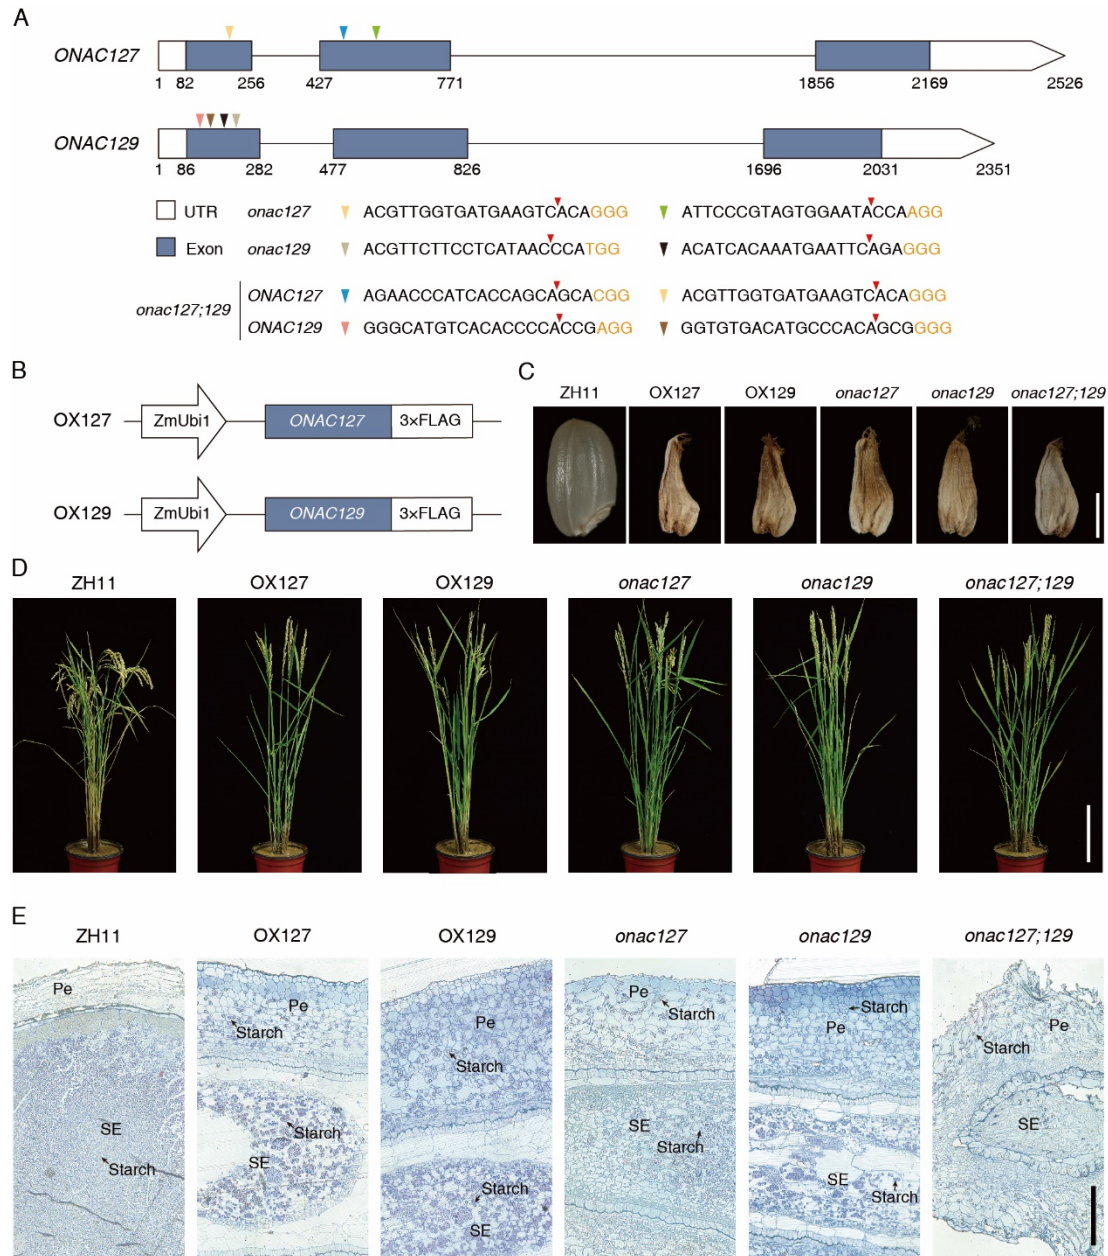 A
ONAC127
1 82 256 427 771 1856 2169 2526
ONAC129
1 86 282 477 826 1696 2031 2351
UTR onac127 ACGTTGGTGATGAAGTCACAGGG ATTCCCGTAGTGGAATACCAAGG
Exon onac129 ACGTTCTTCCTCATAACCCATGG ACATCACAAATGAATTCAGAGGG
onac127;129
ONAC127 AGAACCCATCACCAGCAGCACGG ACGTTGGTGATGAAGTCACAGGG
ONAC129 GGGCATGTCACACCCCACCGAGG GGTGTGACATGCCCACAGCGGGG
B
OX127 ZmUbi1 ONAC127 3×FLAG
OX129 ZmUbi1 ONAC129 3×FLAG
C
ZH11 OX127 OX129 onac127 onac129 onac127;129
D
ZH11 OX127 OX129 onac127 onac129 onac127;129
E
ZH11 OX127 OX129 onac127 onac129 onac127;129
Pe Pe Starch SE Starch SE Starch
Pe Starch Starch SE
Pe Starch SE Starch
Starch Pe SE Starch
Pe Starch SE